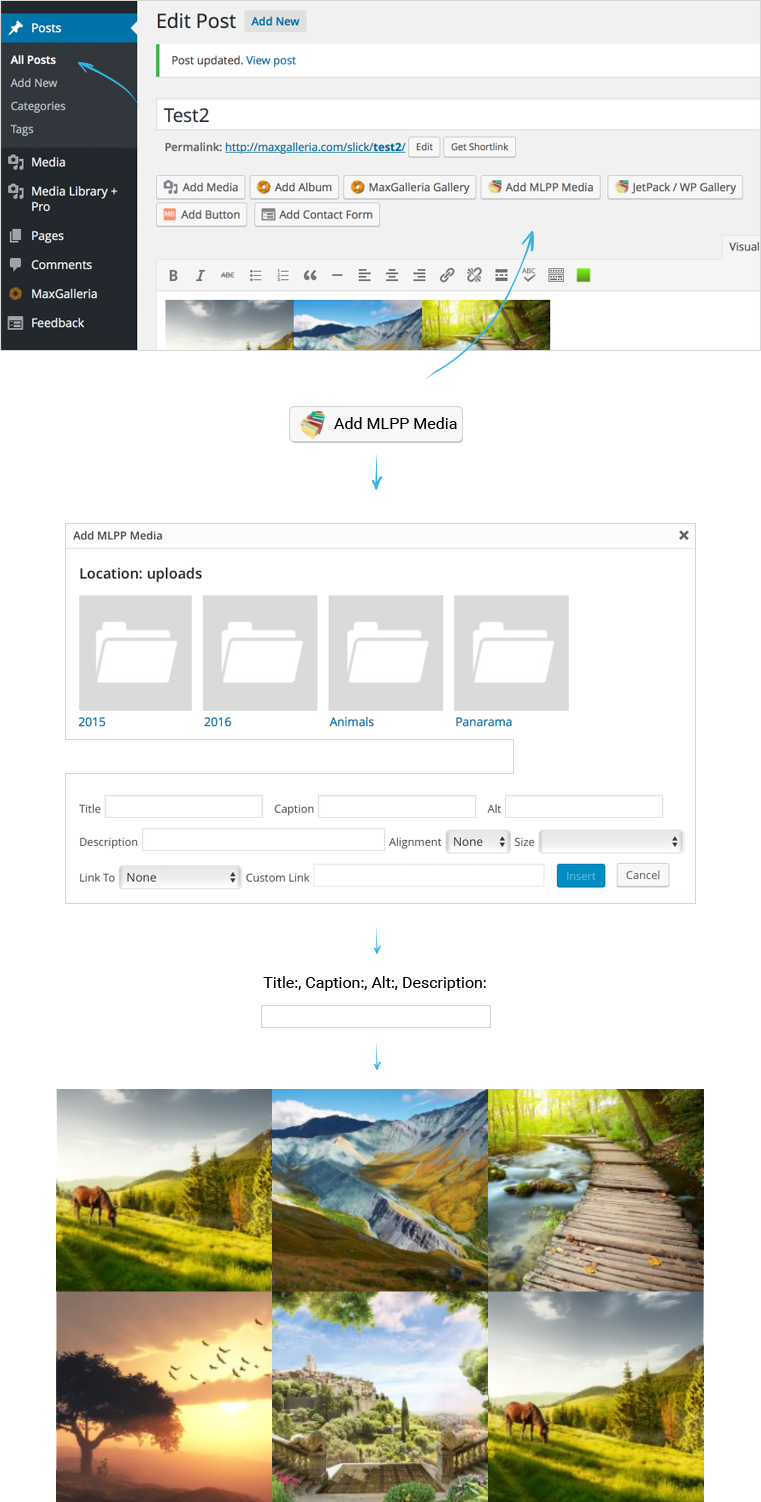 Posts
All Posts
Add New
Categories
Tags
Media
Media Library +
Pro
Pages
Comments
MaxGalleria
Feedback
Edit Post Add New
Post updated. View post
Test2
Permalink: http://maxgalleria.com/slick/test2/ Edit Get Shortlink
Add Media Add Album MaxGalleria Gallery Add MLPP Media JetPack / WP Gallery
MB Add Button Add Contact Form
Visual
B I ABC ABC
Add MLPP Media
Add MLPP Media
Location: uploads
2015 2016 Animals Panarama
Title Caption Alt
Description Alignment None Size
Link To None Custom Link Insert Cancel
Title:, Caption:, Alt:, Description: